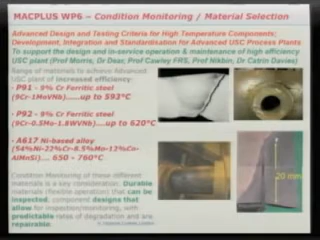 MACPLUS WP6 – Condition Monitoring / Material Selection
Advanced Design and Testing Criteria for High Temperature Components;
Development, Integration and Standardisation for Advanced USC Process Plants
To support the design and in-service operation & maintenance of high efficiency
USC plant (Prof Morris, Dr Dear, Prof Cawley FRS, Prof Nikbin, Dr Catrin Davies)
Range of materials to achieve Advanced
USC plant of increased efficiency:
- P91 - 9% Cr Ferritic steel
(9Cr-1MoVNb)......up to 593°C
- P92 - 9% Cr Ferritic steel
(9Cr-0.5Mo-1.8WVNb)....up to 620°C
- A617 Ni-based alloy
(54%Ni-22%Cr-8.5%Mo-12%Co-
AlMnSi).... 650 - 760°C
20 mm
Condition Monitoring of these different
materials is a key consideration. Durable
materials (flexible operation) that can be
inspected, component designs that
allow for inspection/monitoring, with
predictable rates of degradation and are
repairable.
© Imperial College London